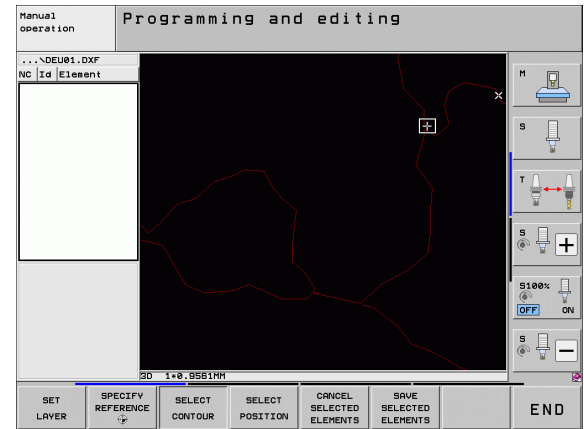 Manual
operation
Programming and editing
...\DEU01.DXF
NC Id Element
M
S
T
S
S100%
OFF ON
S
3D 1*0.9561MM
SET
LAYER
SPECIFY
REFERENCE
SELECT
CONTOUR
SELECT
POSITION
CANCEL
SELECTED
ELEMENTS
SAVE
SELECTED
ELEMENTS
END